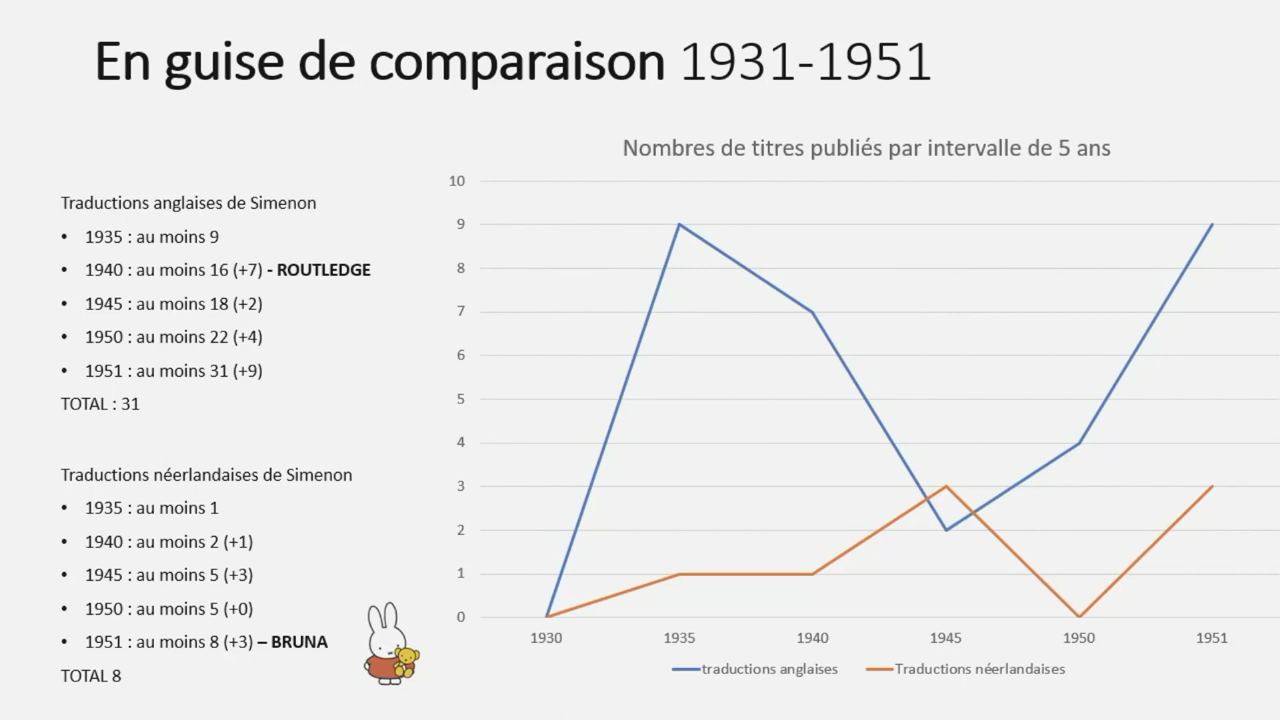 En guise de comparaison 1931-1951
Traductions anglaises de Simenon
• 1935 : au moins 9
• 1940 : au moins 16 (+7) - ROUTLEDGE
• 1945 : au moins 18 (+2)
• 1950 : au moins 22 (+4)
• 1951 : au moins 31 (+9)
TOTAL : 31
Traductions néerlandaises de Simenon
• 1935 : au moins 1
• 1940 : au moins 2 (+1)
• 1945 : au moins 5 (+3)
• 1950 : au moins 5 (+0)
• 1951 : au moins 8 (+3) – BRUNA
TOTAL 8
Nombres de titres publiés par intervalle de 5 ans
10
9
8
7
6
5
4
3
2
1
0
1930 1935 1940 1945 1950 1951
traductions anglaises Traductions néerlandaises